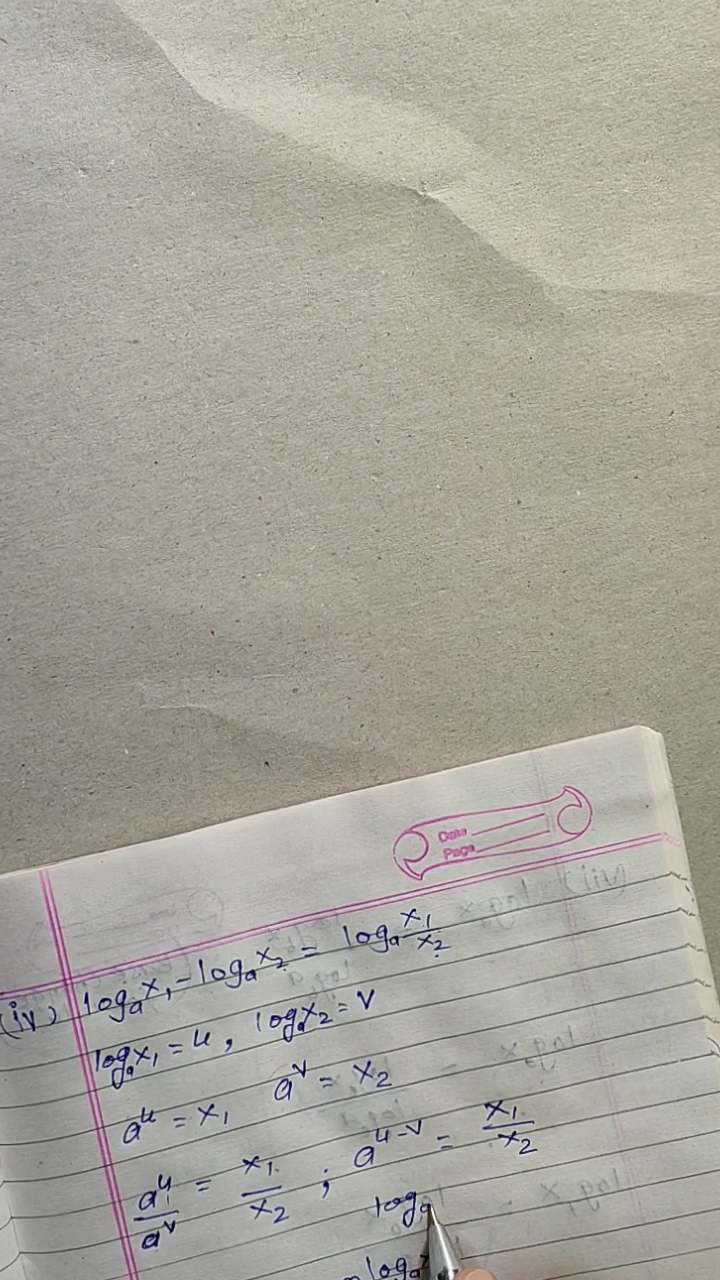 Date
Page
(iv) logₐx₁ - logₐx₂ = logₐ x₁/x₂
logₐx₁ = u, logₐx₂ = v
aᵘ = x₁ aᵛ = x₂
aᵘ/aᵛ = x₁/x₂ ; aᵘ⁻ᵛ = x₁/x₂
logₐ